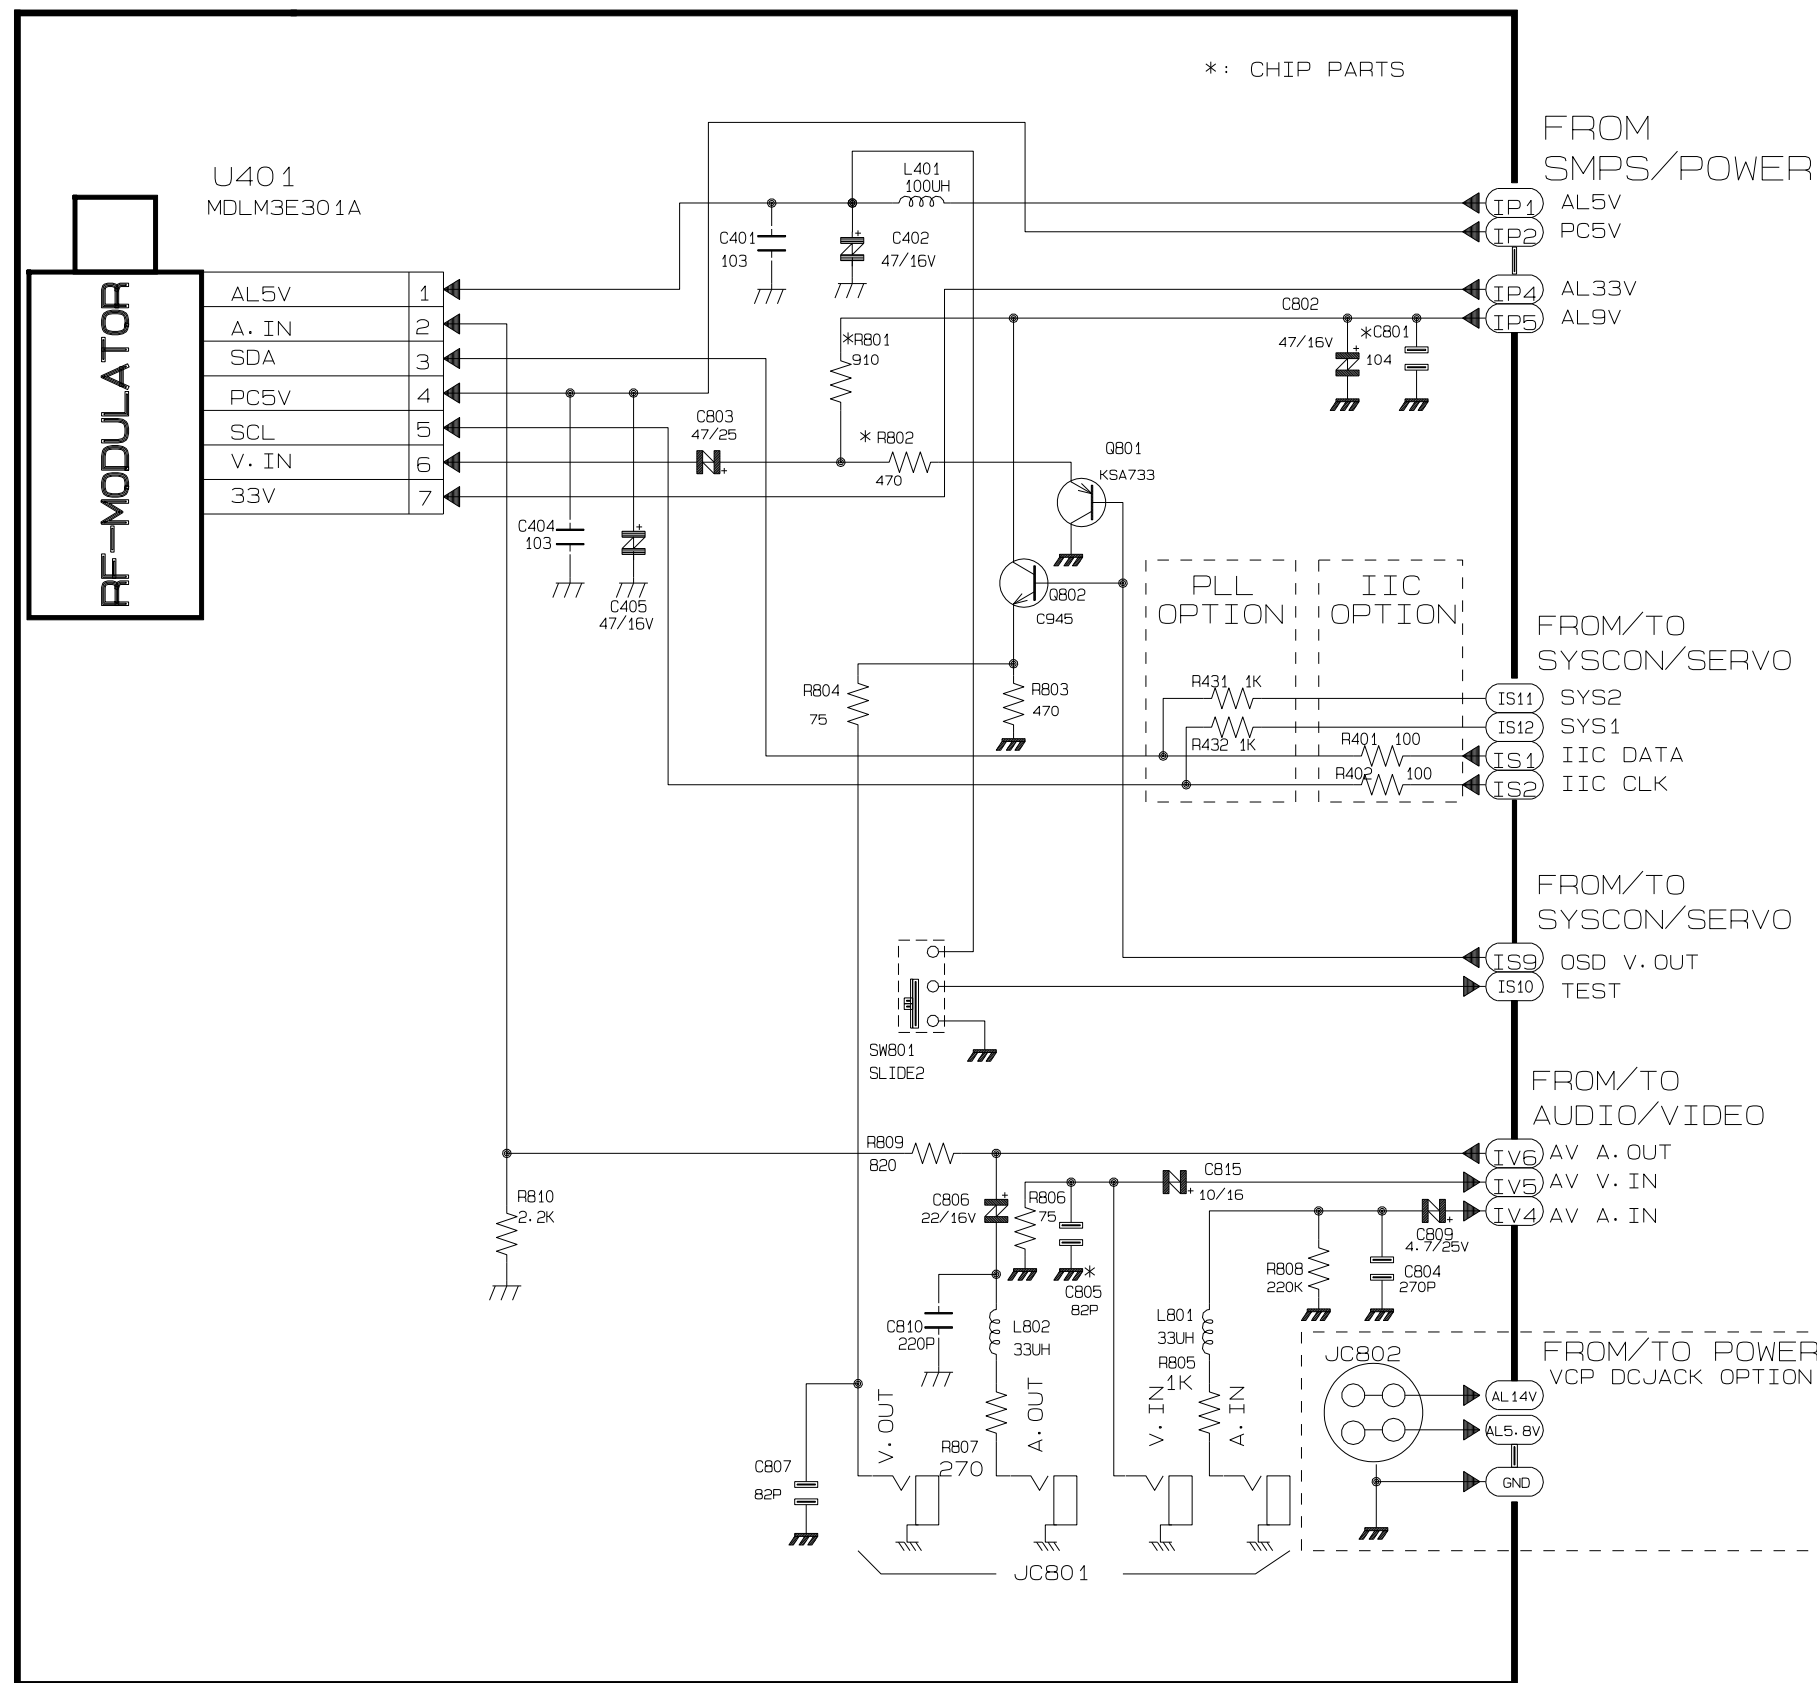 *: CHIP PARTS
FROM
SMPS/POWER
U401
MDLM3E301A
L401
100UH
IP1 AL5V
IP2 PC5V
C401
103
C402
47/16V
RF-MODULATOR
AL5V 1
A.IN 2
SDA 3
PC5V 4
SCL 5
V.IN 6
33V 7
IP4 AL33V
IP5 AL9V
C802
47/16V
*C801
104
*R801
910
C803
47/25
+
* R802
470
Q801
KSA733
C404
103
C405
47/16V
Q802
C945
PLL
OPTION
IIC
OPTION
FROM/TO
SYSCON/SERVO
R804
75
R803
470
R431 1K
R432 1K
R401 100
R402 100
IS11 SYS2
IS12 SYS1
IS1 IIC DATA
IS2 IIC CLK
FROM/TO
SYSCON/SERVO
IS9 OSD V.OUT
IS10 TEST
SW801
SLIDE2
FROM/TO
AUDIO/VIDEO
R809
820
IV6 AV A.OUT
IV5 AV V.IN
IV4 AV A.IN
R810
2.2K
C806
22/16V
R806
75
C815
10/16
C809
4.7/25V
*
C805
82P
R808
220K
C804
270P
C810
220P
L802
33UH
L801
33UH
R805
1K
JC802
FROM/TO POWER
VCP DCJACK OPTION
AL14V
AL5.8V
GND
V.OUT
A.OUT
V.IN
A.IN
R807
270
C807
82P
JC801